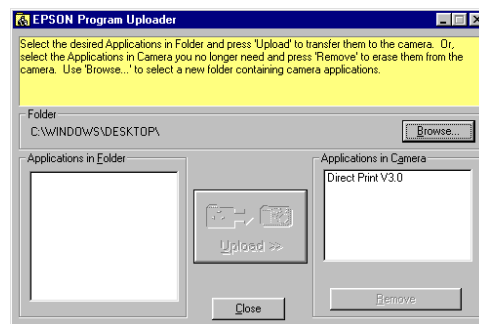 EPSON Program Uploader
Select the desired Applications in Folder and press 'Upload' to transfer them to the camera. Or,
select the Applications in Camera you no longer need and press 'Remove' to erase them from the
camera. Use 'Browse...' to select a new folder containing camera applications.
Folder
C:\WINDOWS\DESKTOP\
Browse...
Applications in Folder
Applications in Camera
Direct Print V3.0
Upload >>
Remove
Close